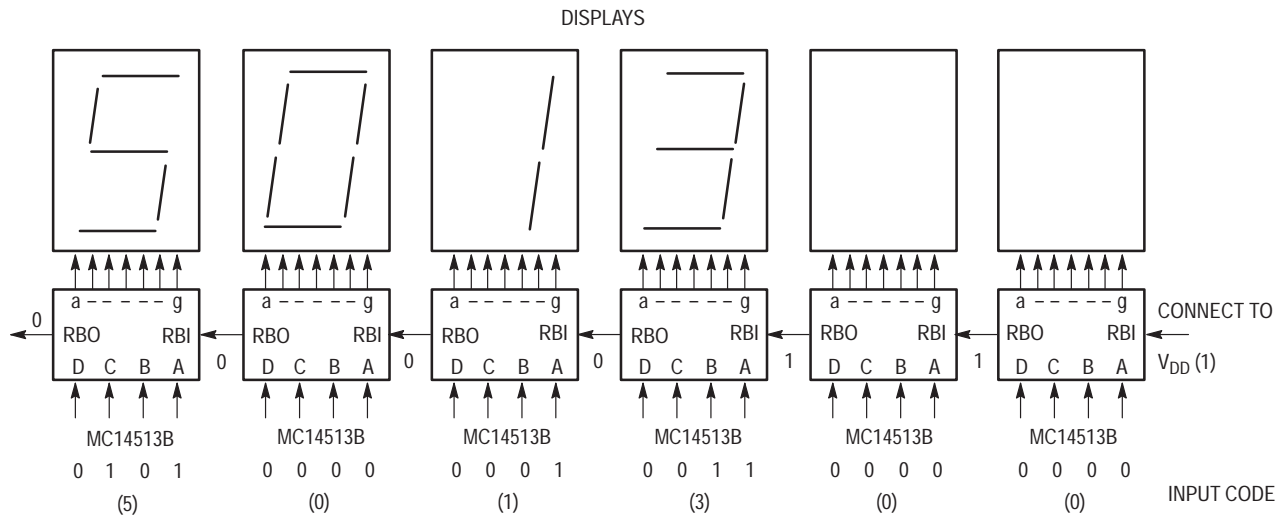 DISPLAYS
a - - - - - g a - - - - - g a - - - - - g a - - - - - g a - - - - - g a - - - - - g CONNECT TO
0 RBO RBI RBO RBI RBO RBI RBO RBI RBO RBI RBO RBI
D C B A 0 D C B A 0 D C B A 0 D C B A 1 D C B A 1 D C B A VDD (1)
MC14513B MC14513B MC14513B MC14513B MC14513B MC14513B
0 1 0 1 0 0 0 0 0 0 0 1 0 0 1 1 0 0 0 0 0 0 0 0
(5) (0) (1) (3) (0) (0) INPUT CODE